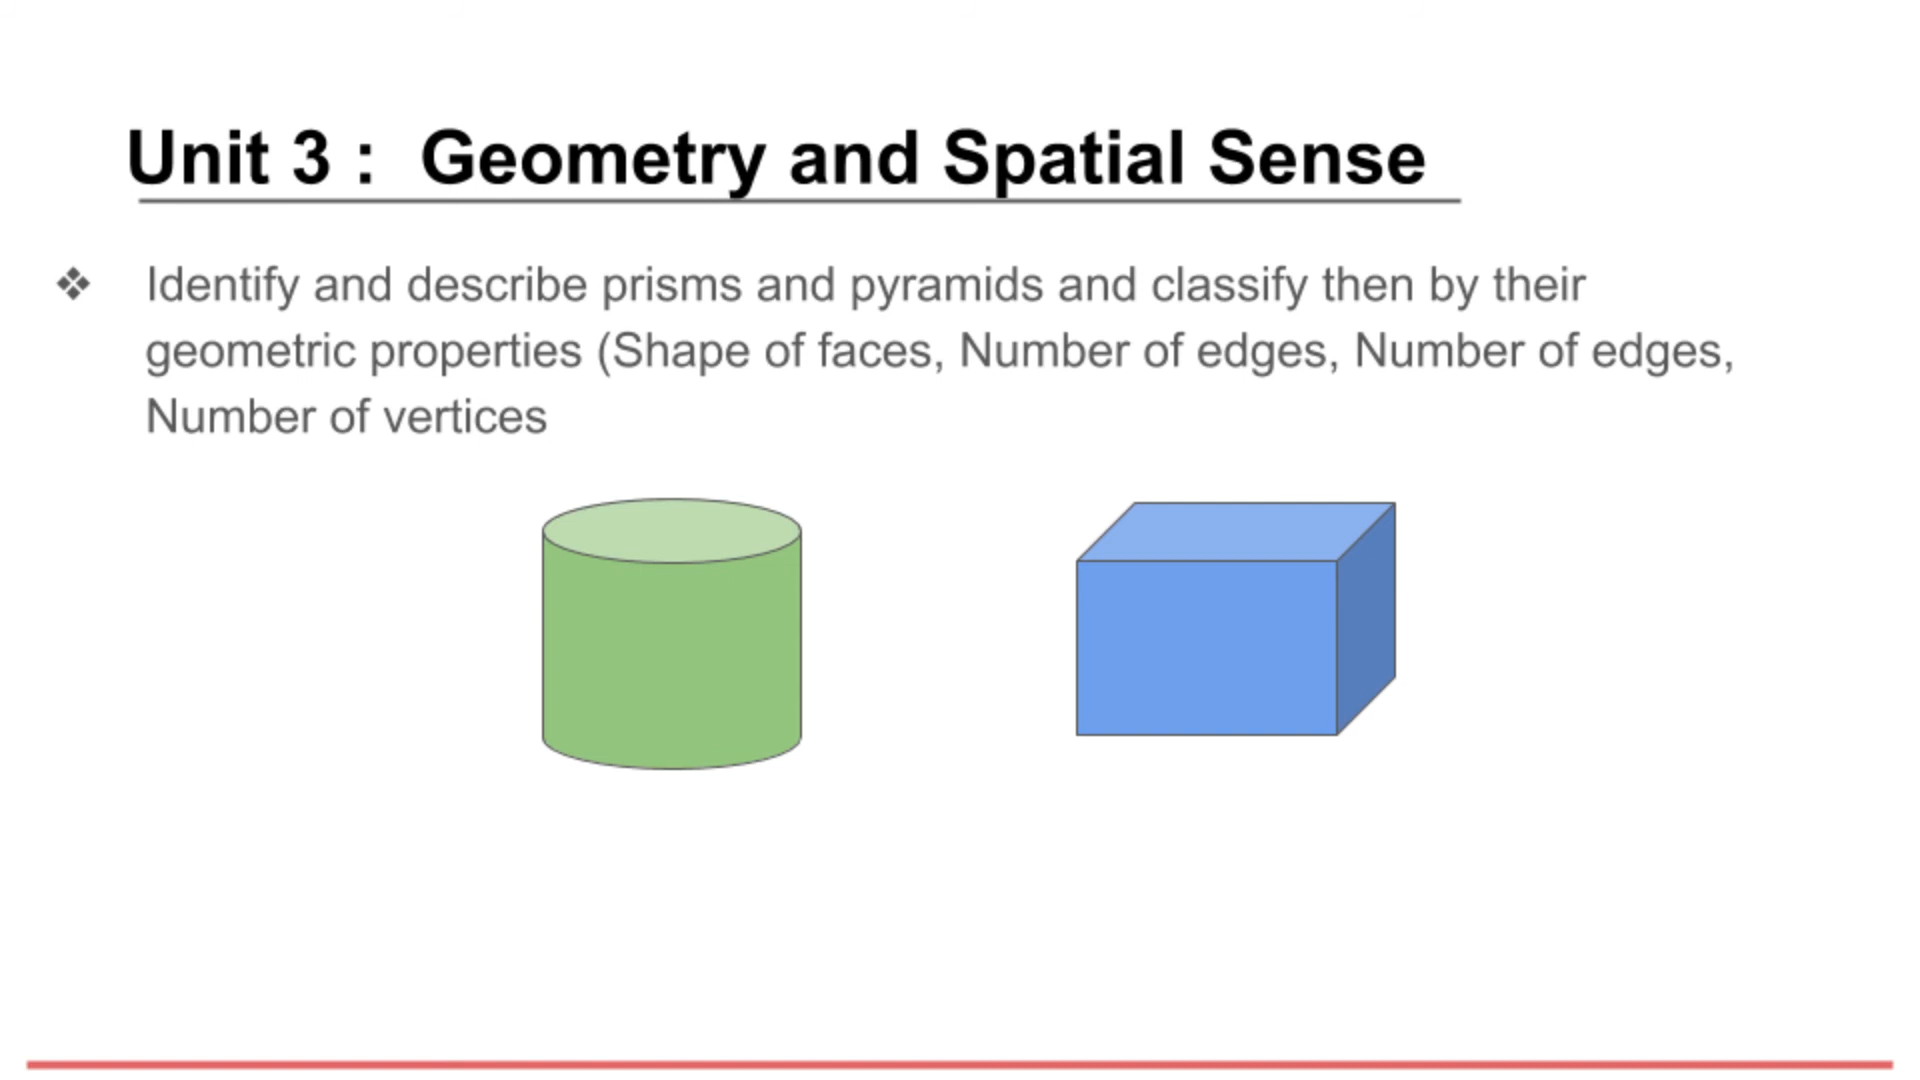 Unit 3 : Geometry and Spatial Sense
❖ Identify and describe prisms and pyramids and classify then by their
geometric properties (Shape of faces, Number of edges, Number of edges,
Number of vertices